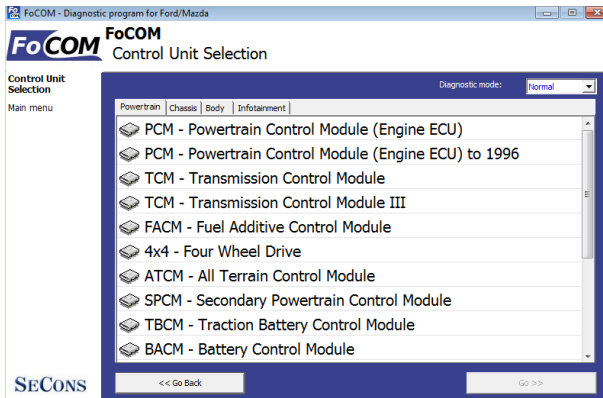 FoCOM - Diagnostic program for Ford/Mazda
FoCOM
FoCOM
Control Unit Selection
Control Unit
Selection
Main menu
Diagnostic mode:
Normal
Powertrain
Chassis
Body
Infotainment
PCM - Powertrain Control Module (Engine ECU)
PCM - Powertrain Control Module (Engine ECU) to 1996
TCM - Transmission Control Module
TCM - Transmission Control Module III
FACM - Fuel Additive Control Module
4x4 - Four Wheel Drive
ATCM - All Terrain Control Module
SPCM - Secondary Powertrain Control Module
TBCM - Traction Battery Control Module
BACM - Battery Control Module
SECONS
<< Go Back
Go >>